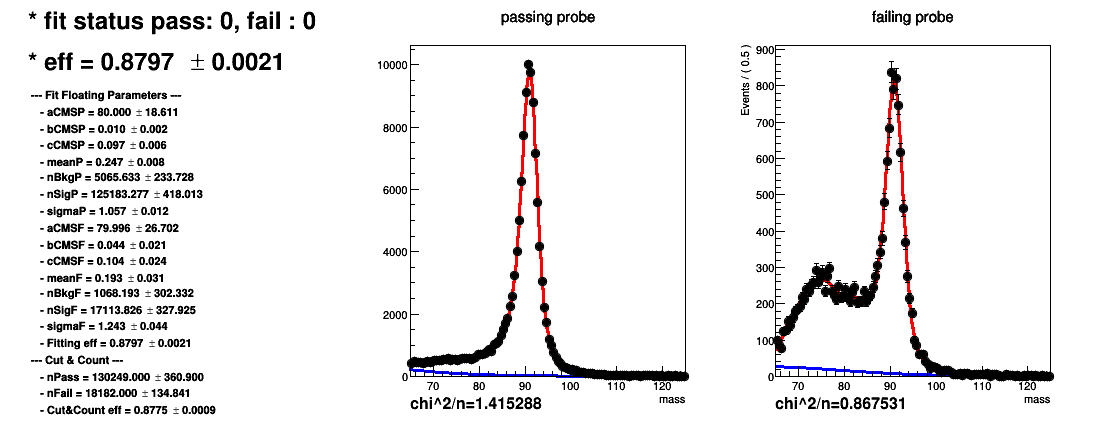 * fit status pass: 0, fail : 0
* eff = 0.8797 ± 0.0021
--- Fit Floating Parameters ---
- aCMSP = 80.000 ± 18.611
- bCMSP = 0.010 ± 0.002
- cCMSP = 0.097 ± 0.006
- meanP = 0.247 ± 0.008
- nBkgP = 5065.633 ± 233.728
- nSigP = 125183.277 ± 418.013
- sigmaP = 1.057 ± 0.012
- aCMSF = 79.996 ± 26.702
- bCMSF = 0.044 ± 0.021
- cCMSF = 0.104 ± 0.024
- meanF = 0.193 ± 0.031
- nBkgF = 1068.193 ± 302.332
- nSigF = 17113.826 ± 327.925
- sigmaF = 1.243 ± 0.044
- Fitting eff = 0.8797 ± 0.0021
--- Cut & Count ---
- nPass = 130249.000 ± 360.900
- nFail = 18182.000 ± 134.841
- Cut&Count eff = 0.8775 ± 0.0009
passing probe
10000
8000
6000
4000
2000
0
70 80 90 100 110 120
mass
chi^2/n=1.415288
failing probe
Events / ( 0.5 )
900
800
700
600
500
400
300
200
100
0
70 80 90 100 110 120
mass
chi^2/n=0.867531